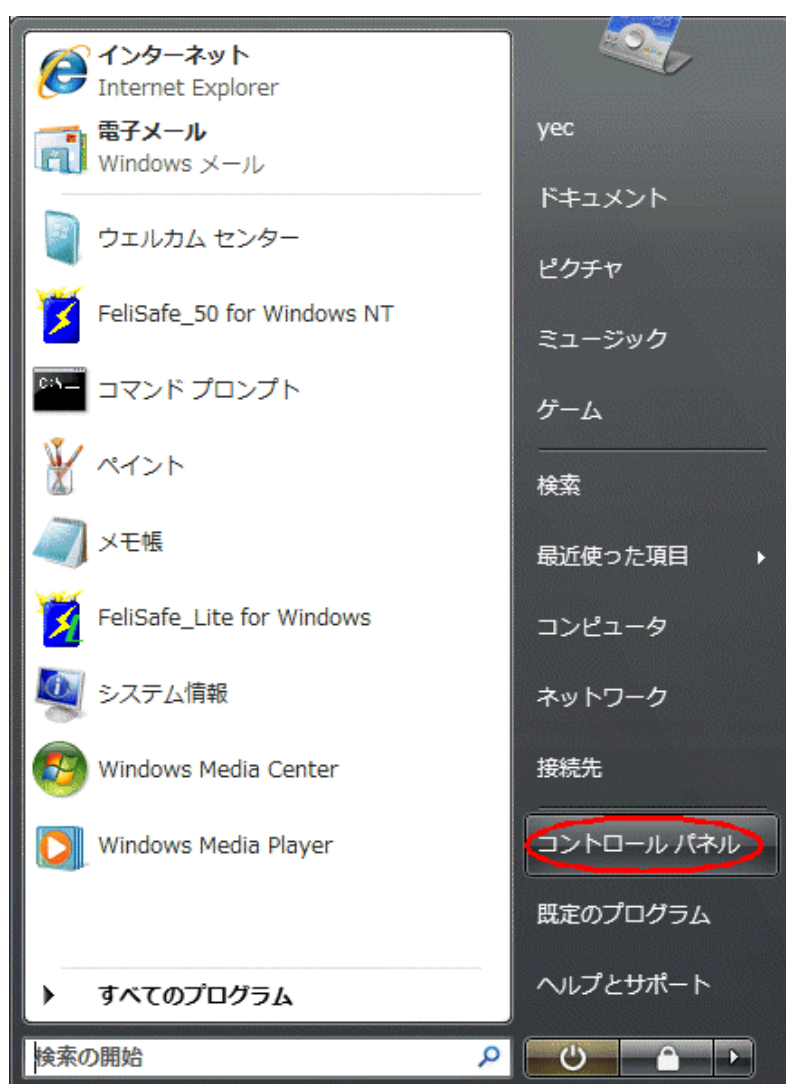 インターネット
Internet Explorer
電子メール
Windows メール
ウェルカム センター
FeliSafe_50 for Windows NT
コマンド プロンプト
ペイント
メモ帳
FeliSafe_Lite for Windows
システム情報
Windows Media Center
Windows Media Player
すべてのプログラム
検索の開始
yec
ドキュメント
ピクチャ
ミュージック
ゲーム
検索
最近使った項目
コンピュータ
ネットワーク
接続先
コントロール パネル
既定のプログラム
ヘルプとサポート